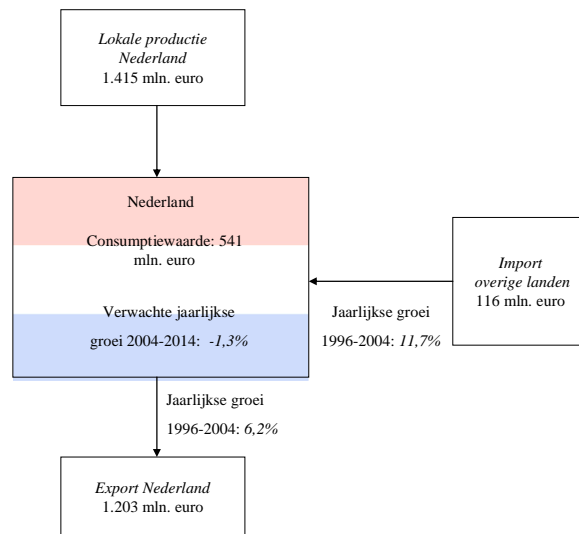 Lokale productie
Nederland
1.415 mln. euro
Nederland
Consumptiewaarde: 541
mln. euro
Verwachte jaarlijkse
groei 2004-2014: -1,3%
Import
overige landen
116 mln. euro
Jaarlijkse groei
1996-2004: 11,7%
Jaarlijkse groei
1996-2004: 6,2%
Export Nederland
1.203 mln. euro